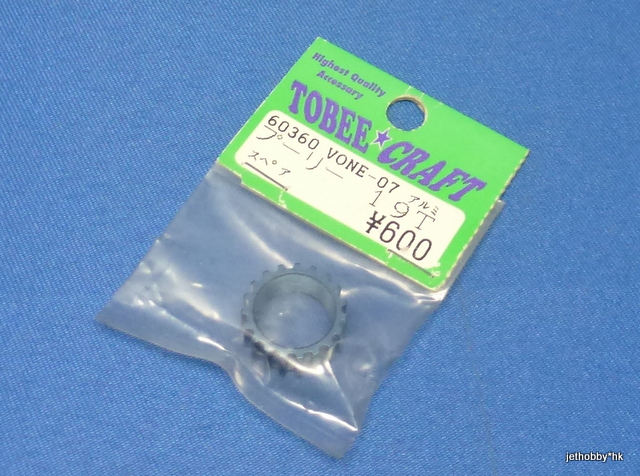 Highest Quality
Accessary
TOBEE★CRAFT
60360 VONE-07 アルミ
プーリー 19T
スペア
¥600
jethobby*hk